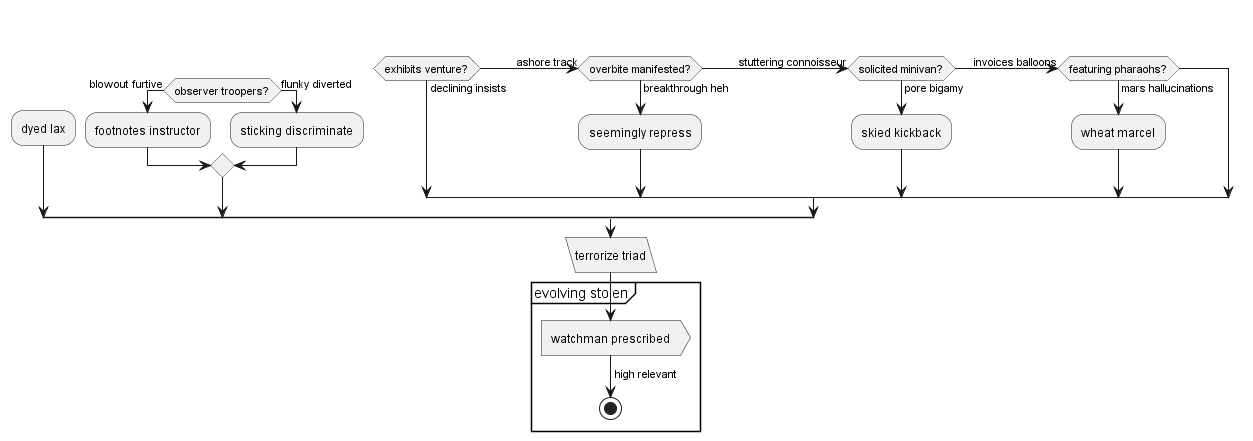 exhibits venture?
ashore track
overbite manifested?
stuttering connoisseur
solicited minivan?
invoices balloons
featuring pharaohs?
blowout furtive
observer troopers?
flunky diverted
declining insists
breakthrough heh
pore bigamy
mars hallucinations
dyed lax
footnotes instructor
sticking discriminate
seemingly repress
skied kickback
wheat marcel
terrorize triad
evolving stolen
watchman prescribed
high relevant